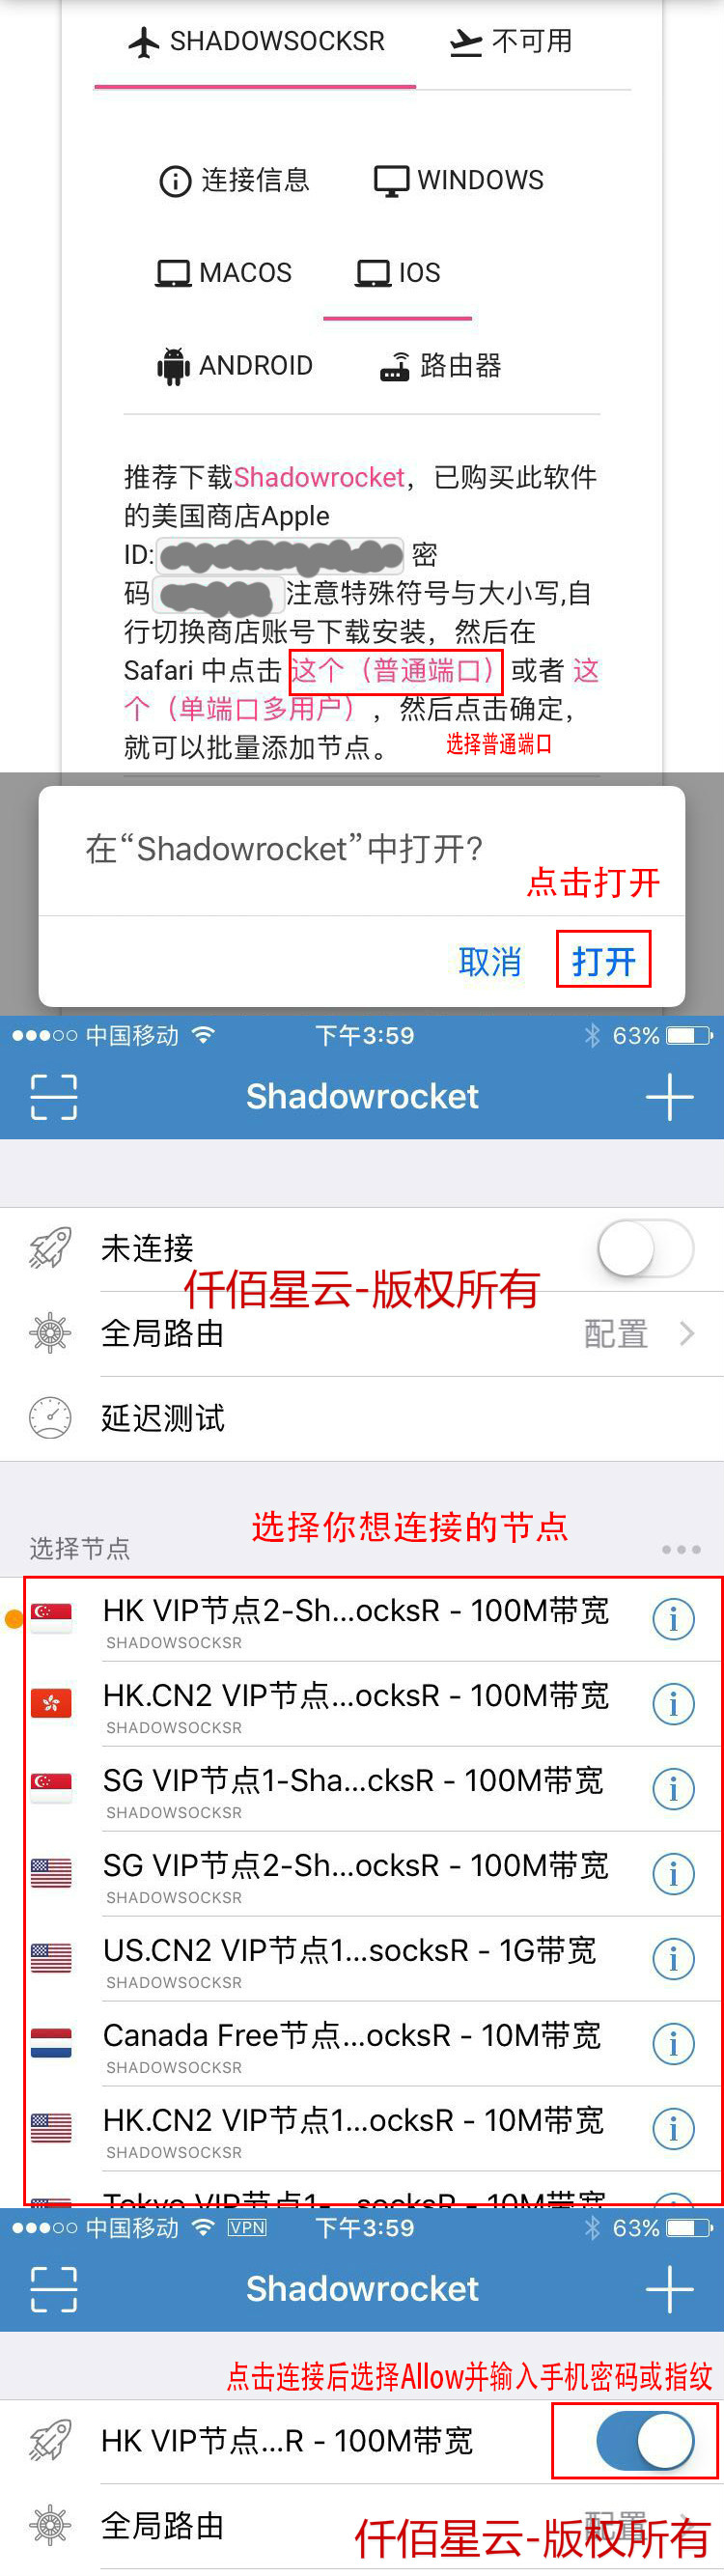 SHADOWSOCKSR 不可用
连接信息 WINDOWS
MACOS IOS
ANDROID 路由器
推荐下载Shadowrocket，已购买此软件
的美国商店Apple
ID: 密
码 注意特殊符号与大小写,自
行切换商店账号下载安装，然后在
Safari 中点击 这个（普通端口） 或者 这
个（单端口多用户），然后点击确定，
就可以批量添加节点。
选择普通端口
在“Shadowrocket”中打开?
点击打开
取消 打开
中国移动 下午3:59 63%
Shadowrocket
未连接
仟佰星云-版权所有
全局路由 配置
延迟测试
选择你想连接的节点
选择节点
HK VIP节点2-Sh...ocksR - 100M带宽
SHADOWSOCKSR
HK.CN2 VIP节点...ocksR - 100M带宽
SHADOWSOCKSR
SG VIP节点1-Sha...cksR - 100M带宽
SHADOWSOCKSR
SG VIP节点2-Sh...ocksR - 100M带宽
SHADOWSOCKSR
US.CN2 VIP节点1...socksR - 1G带宽
SHADOWSOCKSR
Canada Free节点...ocksR - 10M带宽
SHADOWSOCKSR
HK.CN2 VIP节点1...ocksR - 10M带宽
SHADOWSOCKSR
Tokyo VIP节点1-...socksR - 10M带宽
中国移动 VPN 下午3:59 63%
Shadowrocket
点击连接后选择Allow并输入手机密码或指纹
HK VIP节点...R - 100M带宽
全局路由 配置
仟佰星云-版权所有